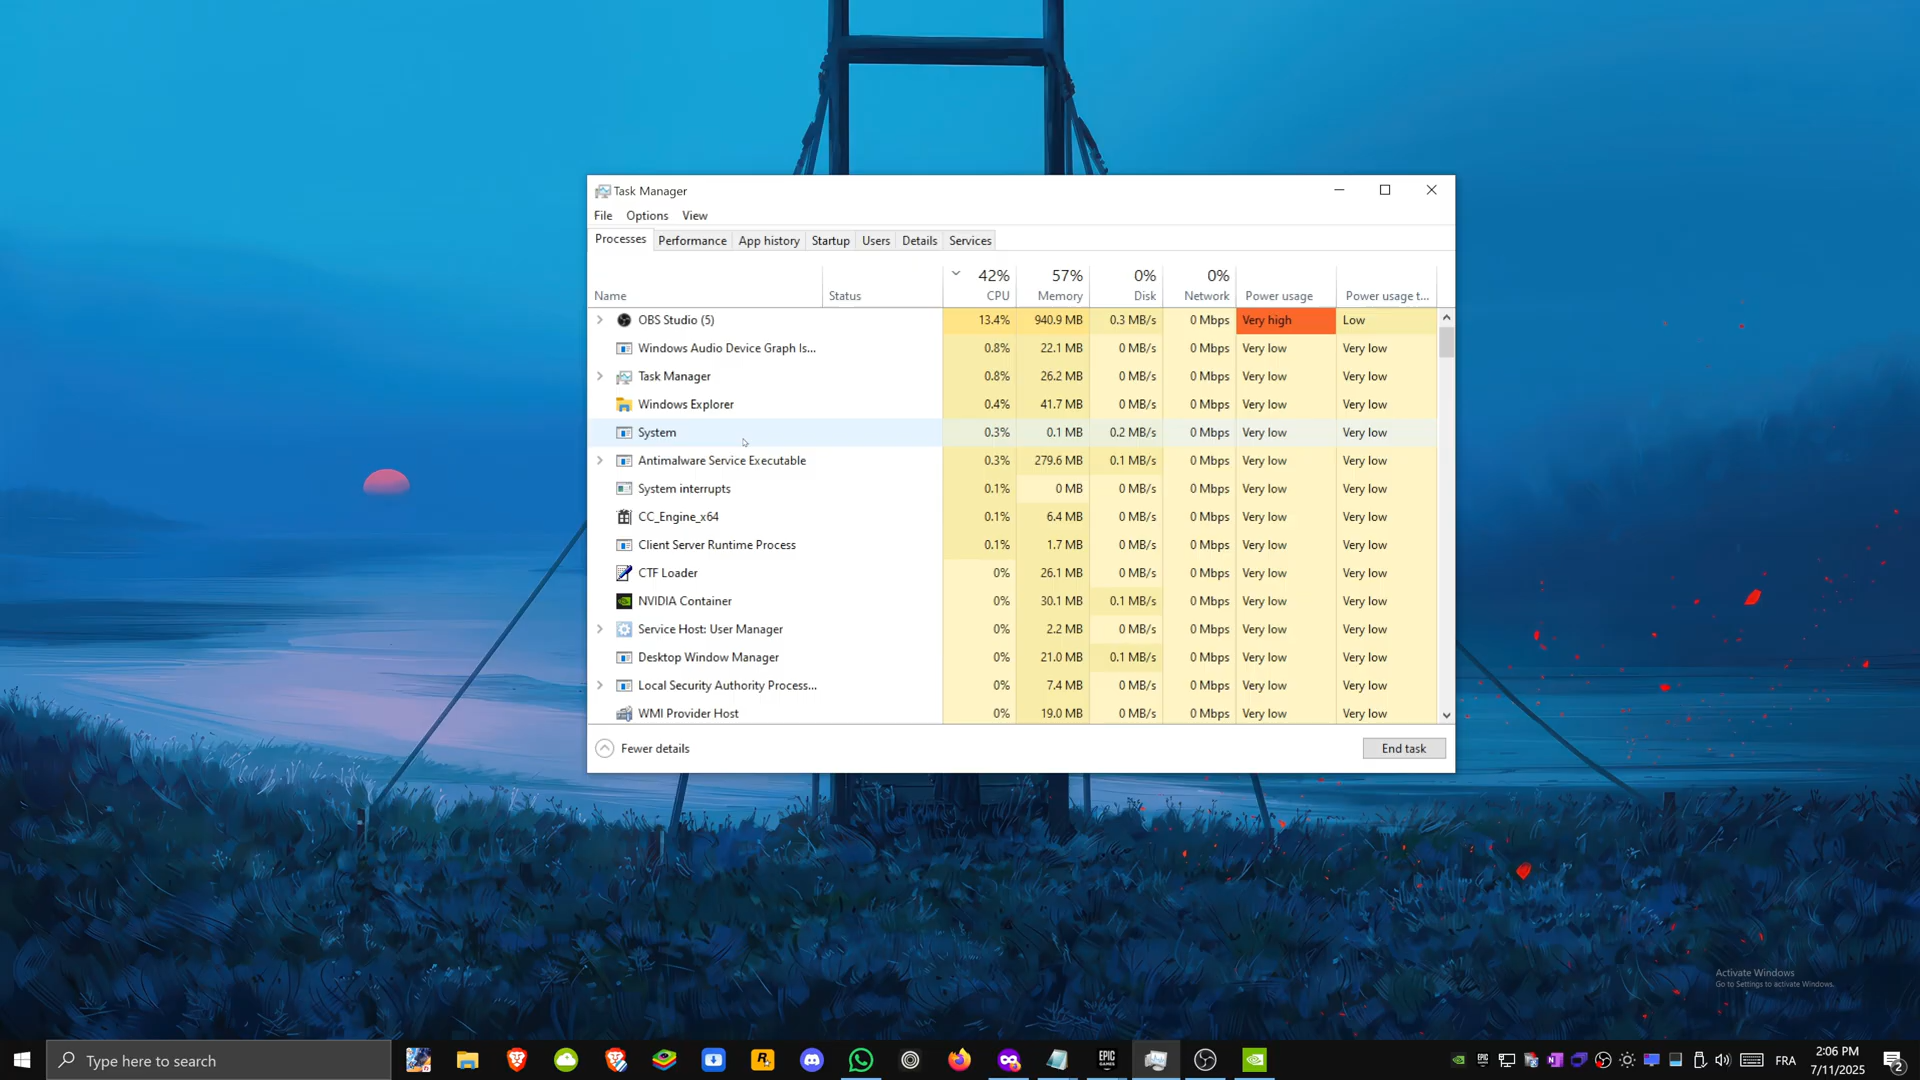 Task Manager
File Options View
Processes Performance App history Startup Users Details Services
42% 57% 0% 0%
Name Status CPU Memory Disk Network Power usage Power usage t...
OBS Studio (5) 13.4% 940.9 MB 0.3 MB/s 0 Mbps Very high Low
Windows Audio Device Graph Is... 0.8% 22.1 MB 0 MB/s 0 Mbps Very low Very low
Task Manager 0.8% 26.2 MB 0 MB/s 0 Mbps Very low Very low
Windows Explorer 0.4% 41.7 MB 0 MB/s 0 Mbps Very low Very low
System 0.3% 0.1 MB 0.2 MB/s 0 Mbps Very low Very low
Antimalware Service Executable 0.3% 279.6 MB 0.1 MB/s 0 Mbps Very low Very low
System interrupts 0.1% 0 MB 0 MB/s 0 Mbps Very low Very low
CC_Engine_x64 0.1% 6.4 MB 0 MB/s 0 Mbps Very low Very low
Client Server Runtime Process 0.1% 1.7 MB 0 MB/s 0 Mbps Very low Very low
CTF Loader 0% 26.1 MB 0 MB/s 0 Mbps Very low Very low
NVIDIA Container 0% 30.1 MB 0.1 MB/s 0 Mbps Very low Very low
Service Host: User Manager 0% 2.2 MB 0 MB/s 0 Mbps Very low Very low
Desktop Window Manager 0% 21.0 MB 0.1 MB/s 0 Mbps Very low Very low
Local Security Authority Process... 0% 7.4 MB 0 MB/s 0 Mbps Very low Very low
WMI Provider Host 0% 19.0 MB 0 MB/s 0 Mbps Very low Very low
Fewer details End task
Activate Windows
Go to Settings to activate Windows.
Type here to search
EPIC GAMES
FRA
2:06 PM
7/11/2025
2